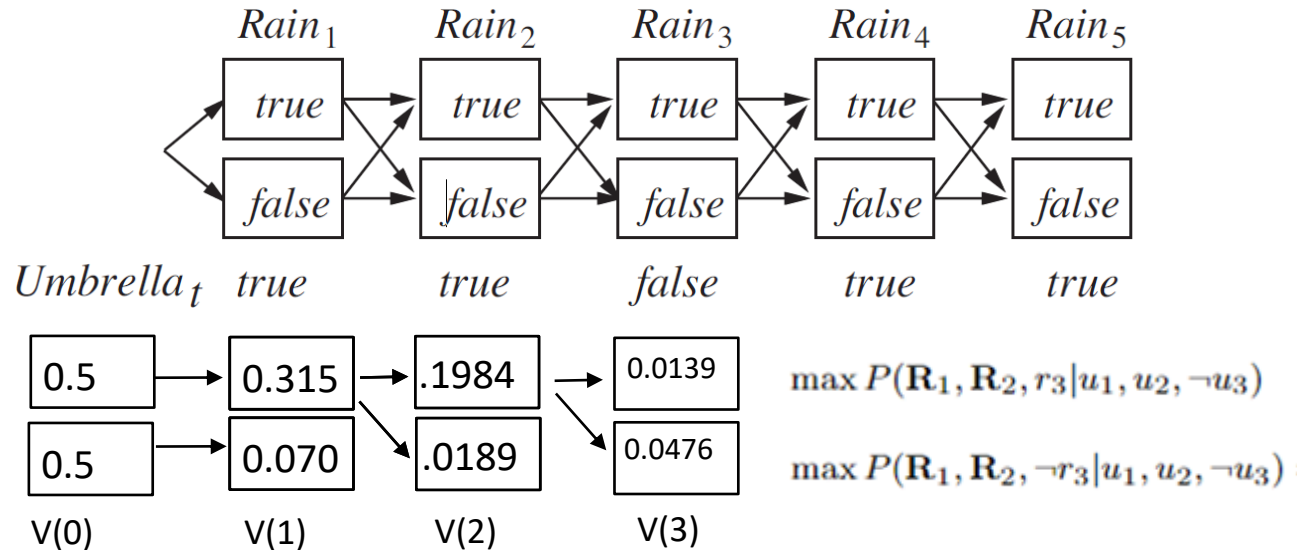 Rain₁ Rain₂ Rain₃ Rain₄ Rain₅
true true true true true
false false false false false
Umbrella_t true true false true true
0.5 0.315 .1984 0.0139 max P(R₁, R₂, r₃|u₁, u₂, ¬u₃)
0.5 0.070 .0189 0.0476 max P(R₁, R₂, ¬r₃|u₁, u₂, ¬u₃) :
V(0) V(1) V(2) V(3)